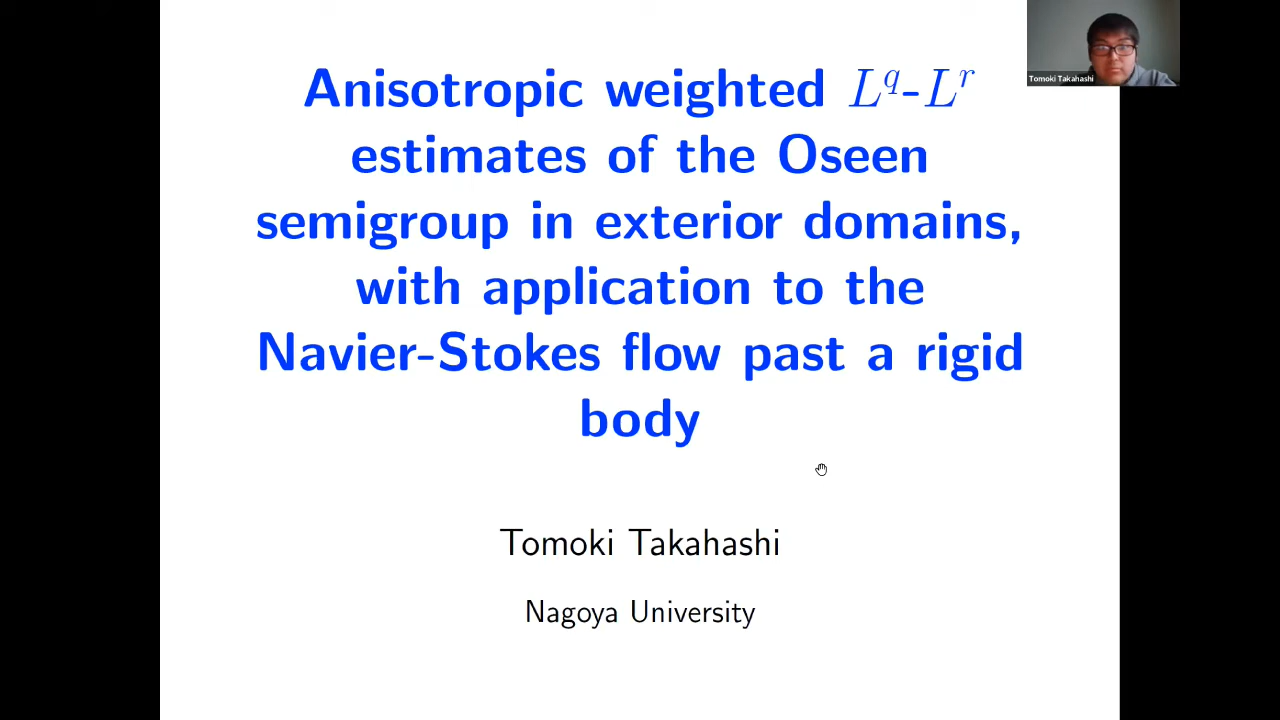 Anisotropic weighted L^q-L^r
estimates of the Oseen
semigroup in exterior domains,
with application to the
Navier-Stokes flow past a rigid
body
Tomoki Takahashi
Nagoya University
Tomoki Takahashi